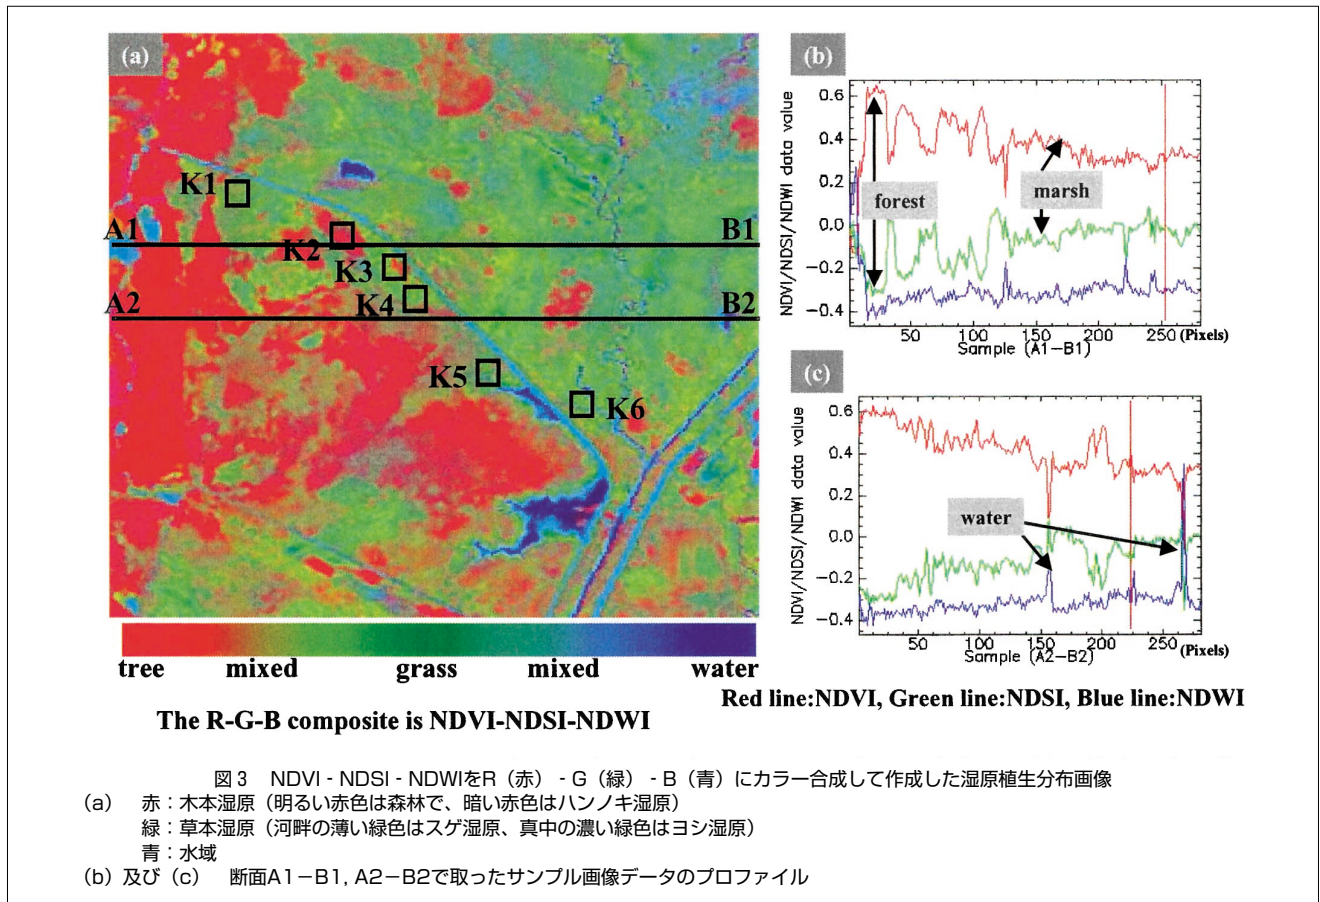 (a)
K1
A1
B1
K2
K3
K4
A2
B2
K5
K6
tree mixed grass mixed water
The R-G-B composite is NDVI-NDSI-NDWI
(b)
NDVI/NDSI/NDWI data value
0.6
0.4
0.2
0.0
-0.2
-0.4
forest
marsh
50 100 150 200 250 (Pixels)
Sample (A1-B1)
(c)
NDVI/NDSI/NDWI data value
0.6
0.4
0.2
0.0
-0.2
-0.4
water
50 100 150 200 250 (Pixels)
Sample (A2-B2)
Red line:NDVI, Green line:NDSI, Blue line:NDWI
図3 NDVI - NDSI - NDWIをR（赤）- G（緑）- B（青）にカラー合成して作成した湿原植生分布画像
(a) 赤：木本湿原（明るい赤色は森林で、暗い赤色はハンノキ湿原）
緑：草本湿原（河畔の薄い緑色はスゲ湿原、真中の濃い緑色はヨシ湿原）
青：水域
(b) 及び (c) 断面A1－B1, A2－B2で取ったサンプル画像データのプロファイル